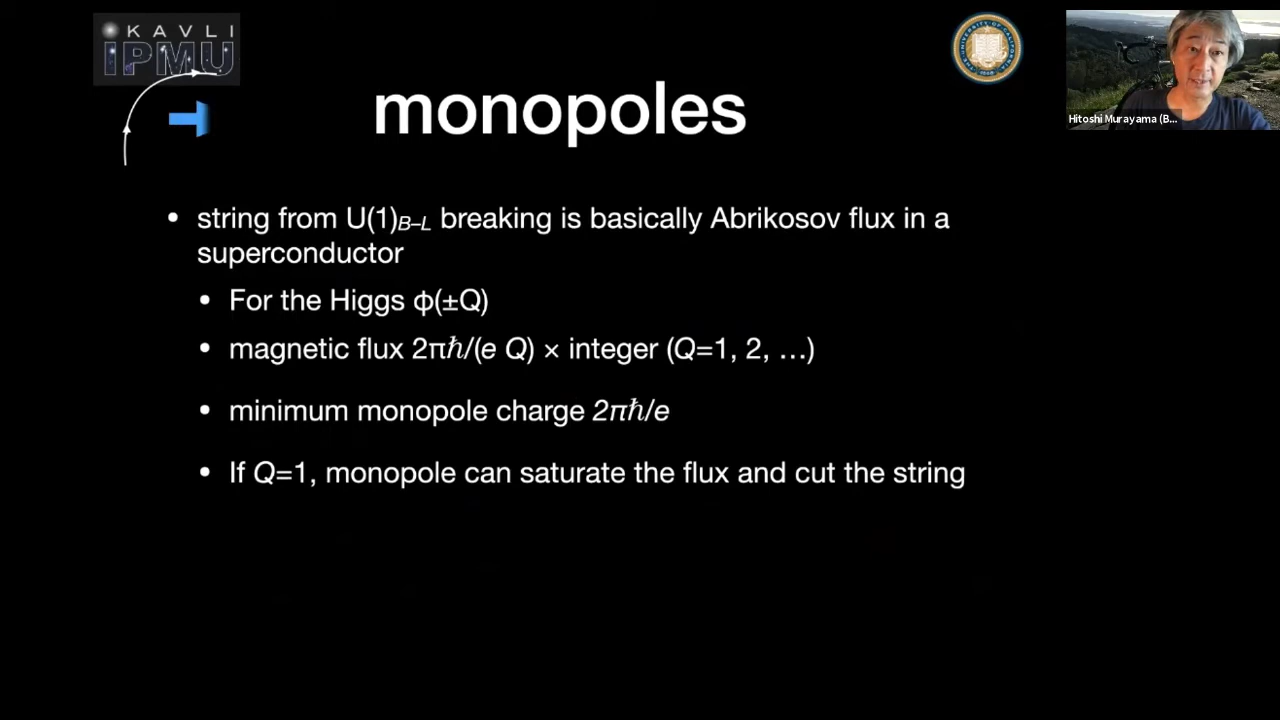 KAVLI
IPMU
monopoles
Hitoshi Murayama (B...
• string from U(1)B–L breaking is basically Abrikosov flux in a
superconductor
• For the Higgs φ(±Q)
• magnetic flux 2πℏ/(e Q) × integer (Q=1, 2, …)
• minimum monopole charge 2πℏ/e
• If Q=1, monopole can saturate the flux and cut the string